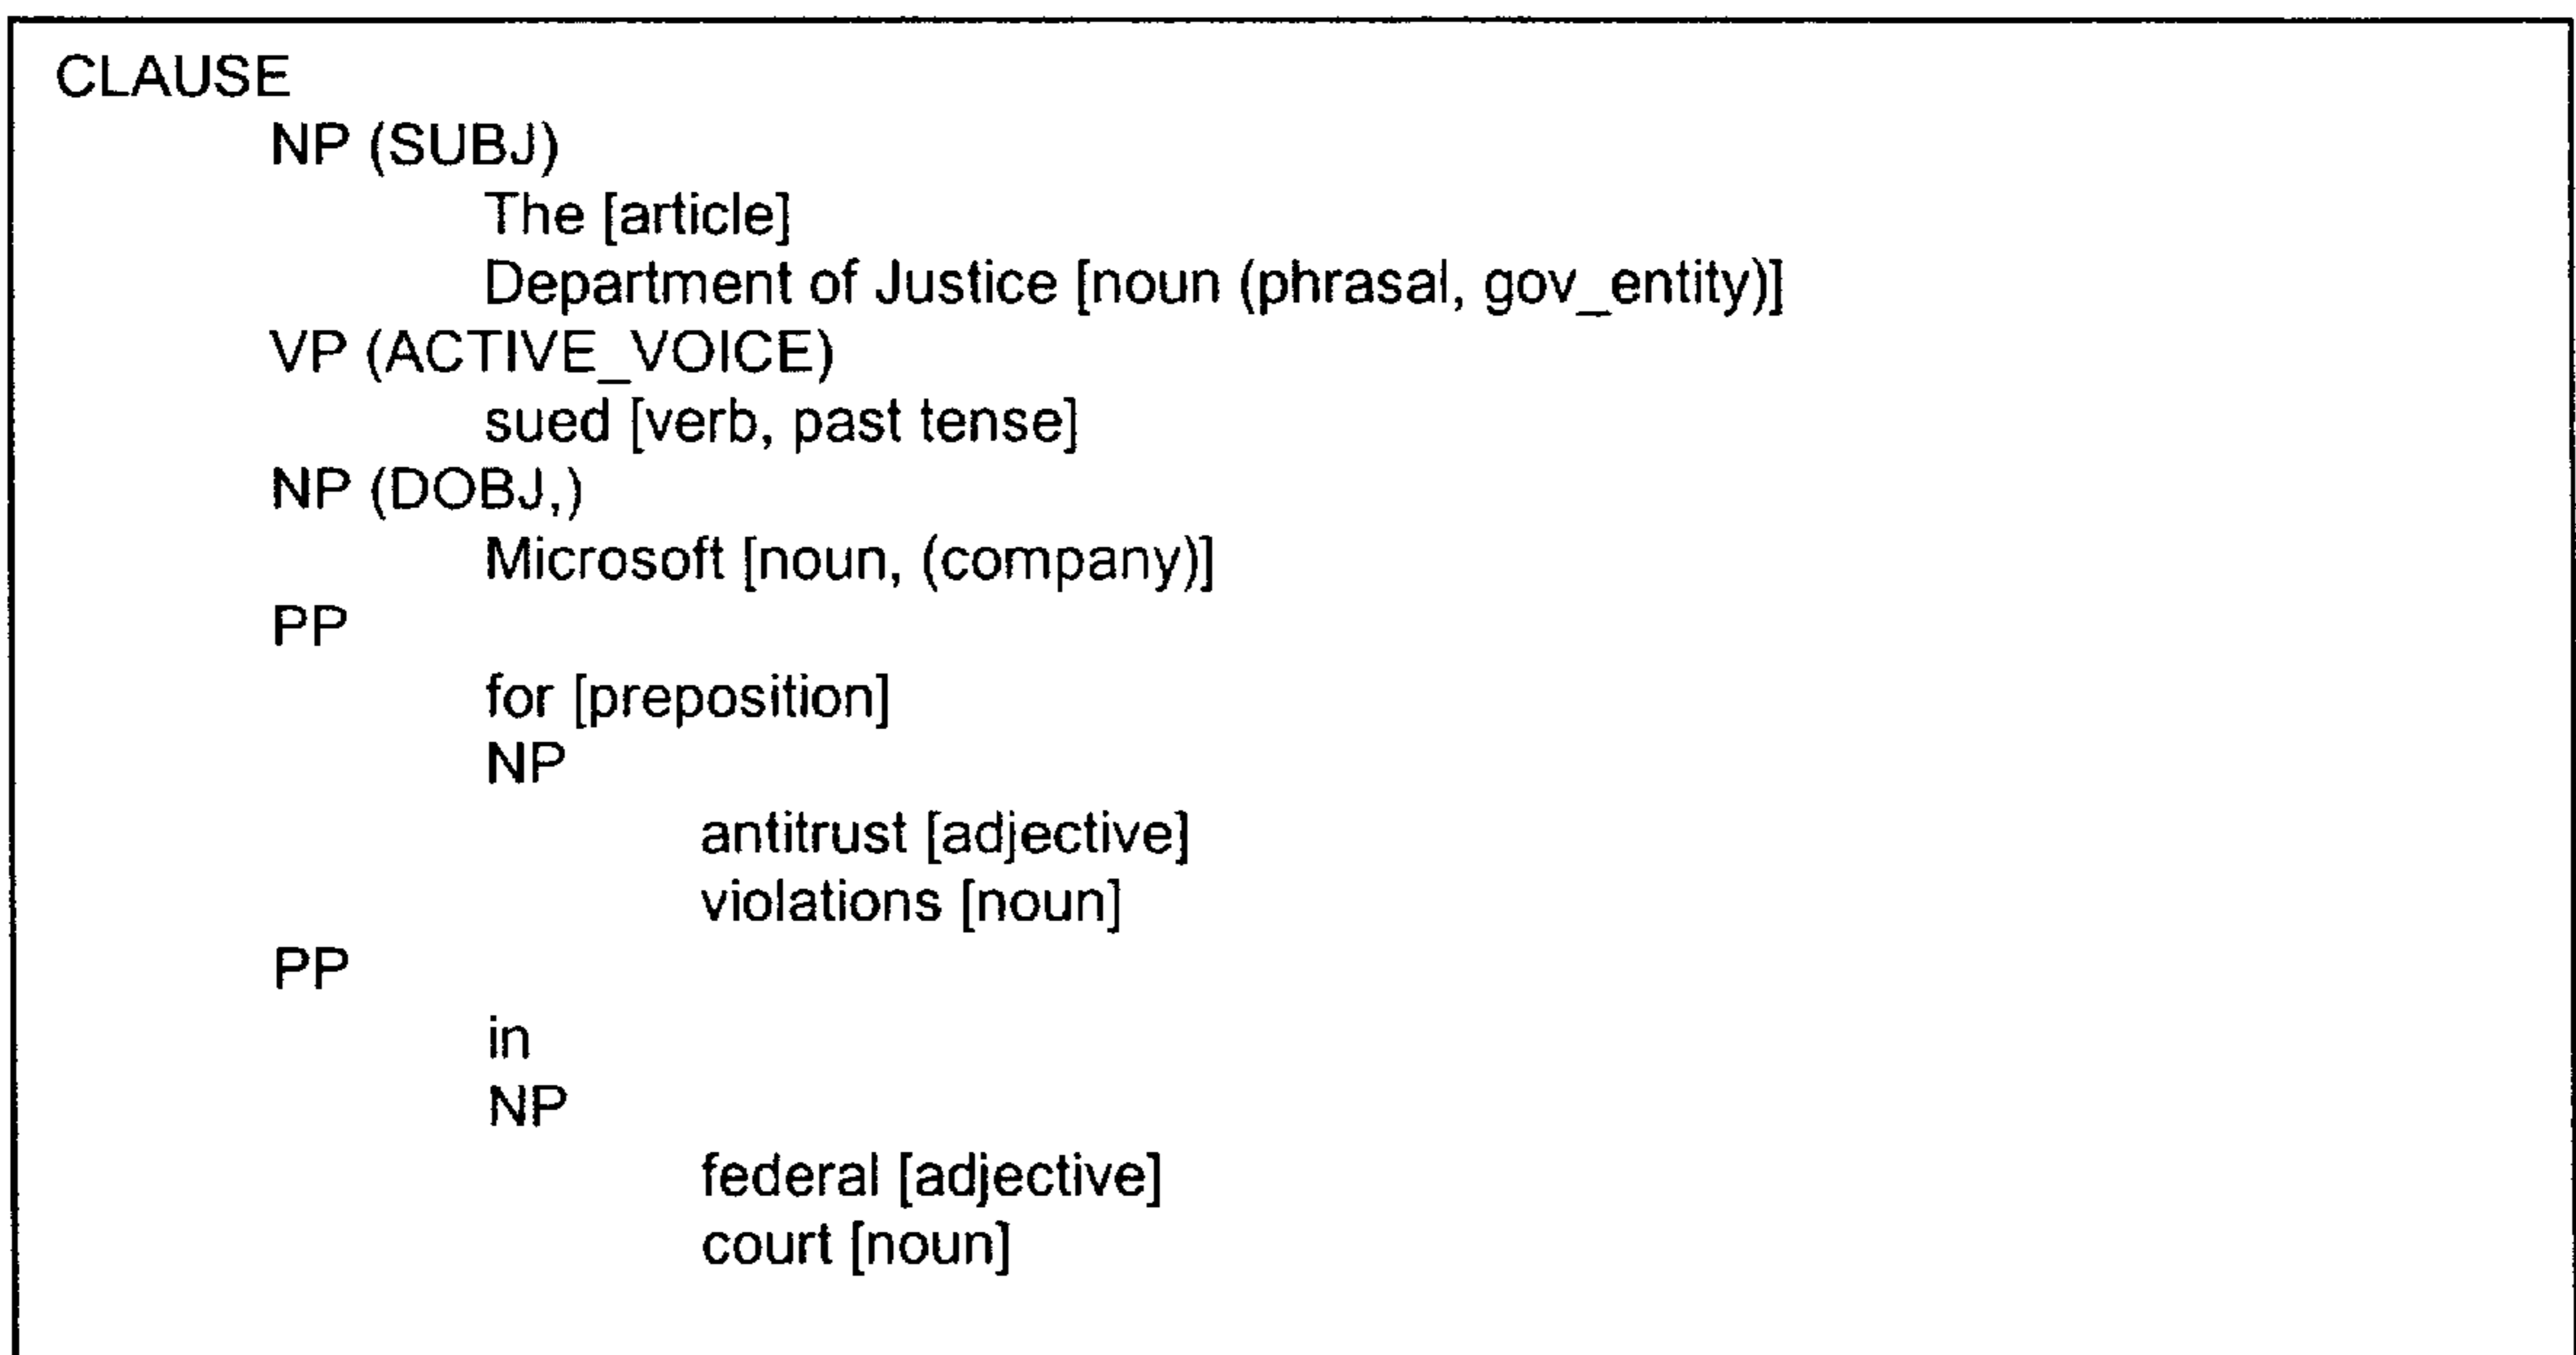 CLAUSE
NP (SUBJ)
The [article]
Department of Justice [noun (phrasal, gov_entity)]
VP (ACTIVE_VOICE)
sued [verb, past tense]
NP (DOBJ,)
Microsoft [noun, (company)]
PP
for [preposition]
NP
antitrust [adjective]
violations [noun]
PP
in
NP
federal [adjective]
court [noun]